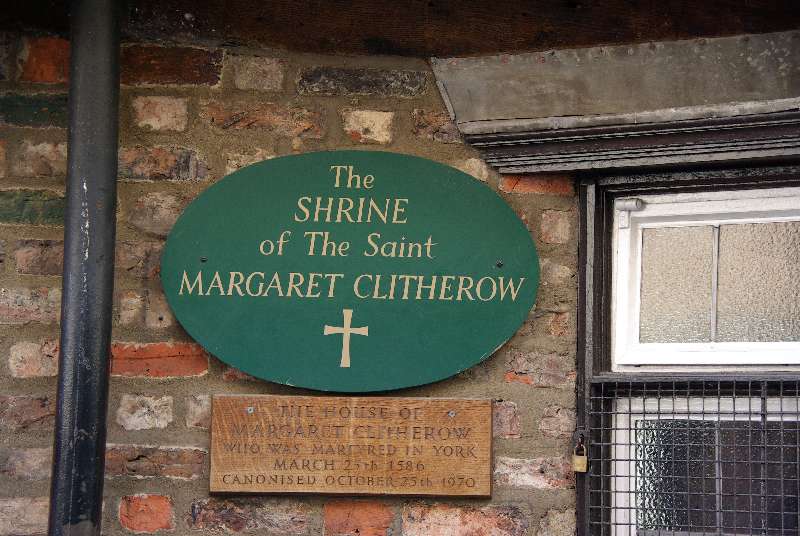 The
SHRINE
of The Saint
MARGARET CLITHEROW
THE HOUSE OF
MARGARET CLITHEROW
WHO WAS MARTYRED IN YORK
MARCH 25TH 1586
CANONISED OCTOBER 25TH 1970